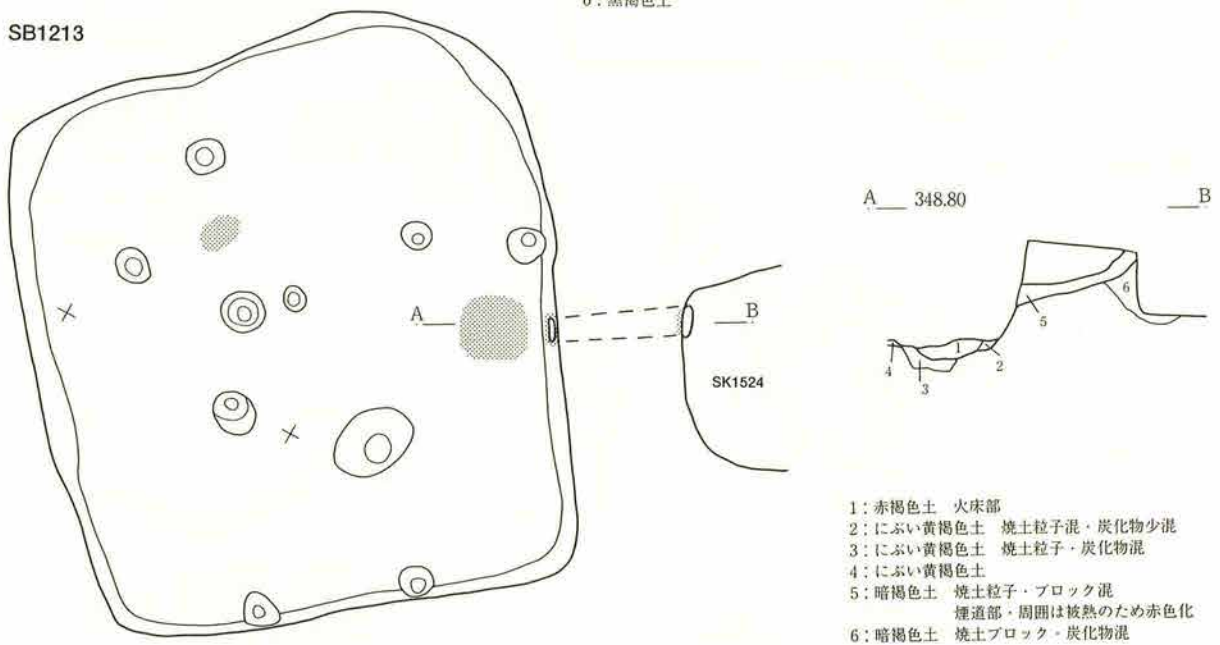 6：黒褐色土
SB1213
A 348.80 B
A B
SK1524
6
5
1
2
4
3
1：赤褐色土　火床部
2：にぶい黄褐色土　焼土粒子混・炭化物少混
3：にぶい黄褐色土　焼土粒子・炭化物混
4：にぶい黄褐色土
5：暗褐色土　焼土粒子・ブロック混
煙道部・周囲は被熱のため赤色化
6：暗褐色土　焼土ブロック・炭化物混